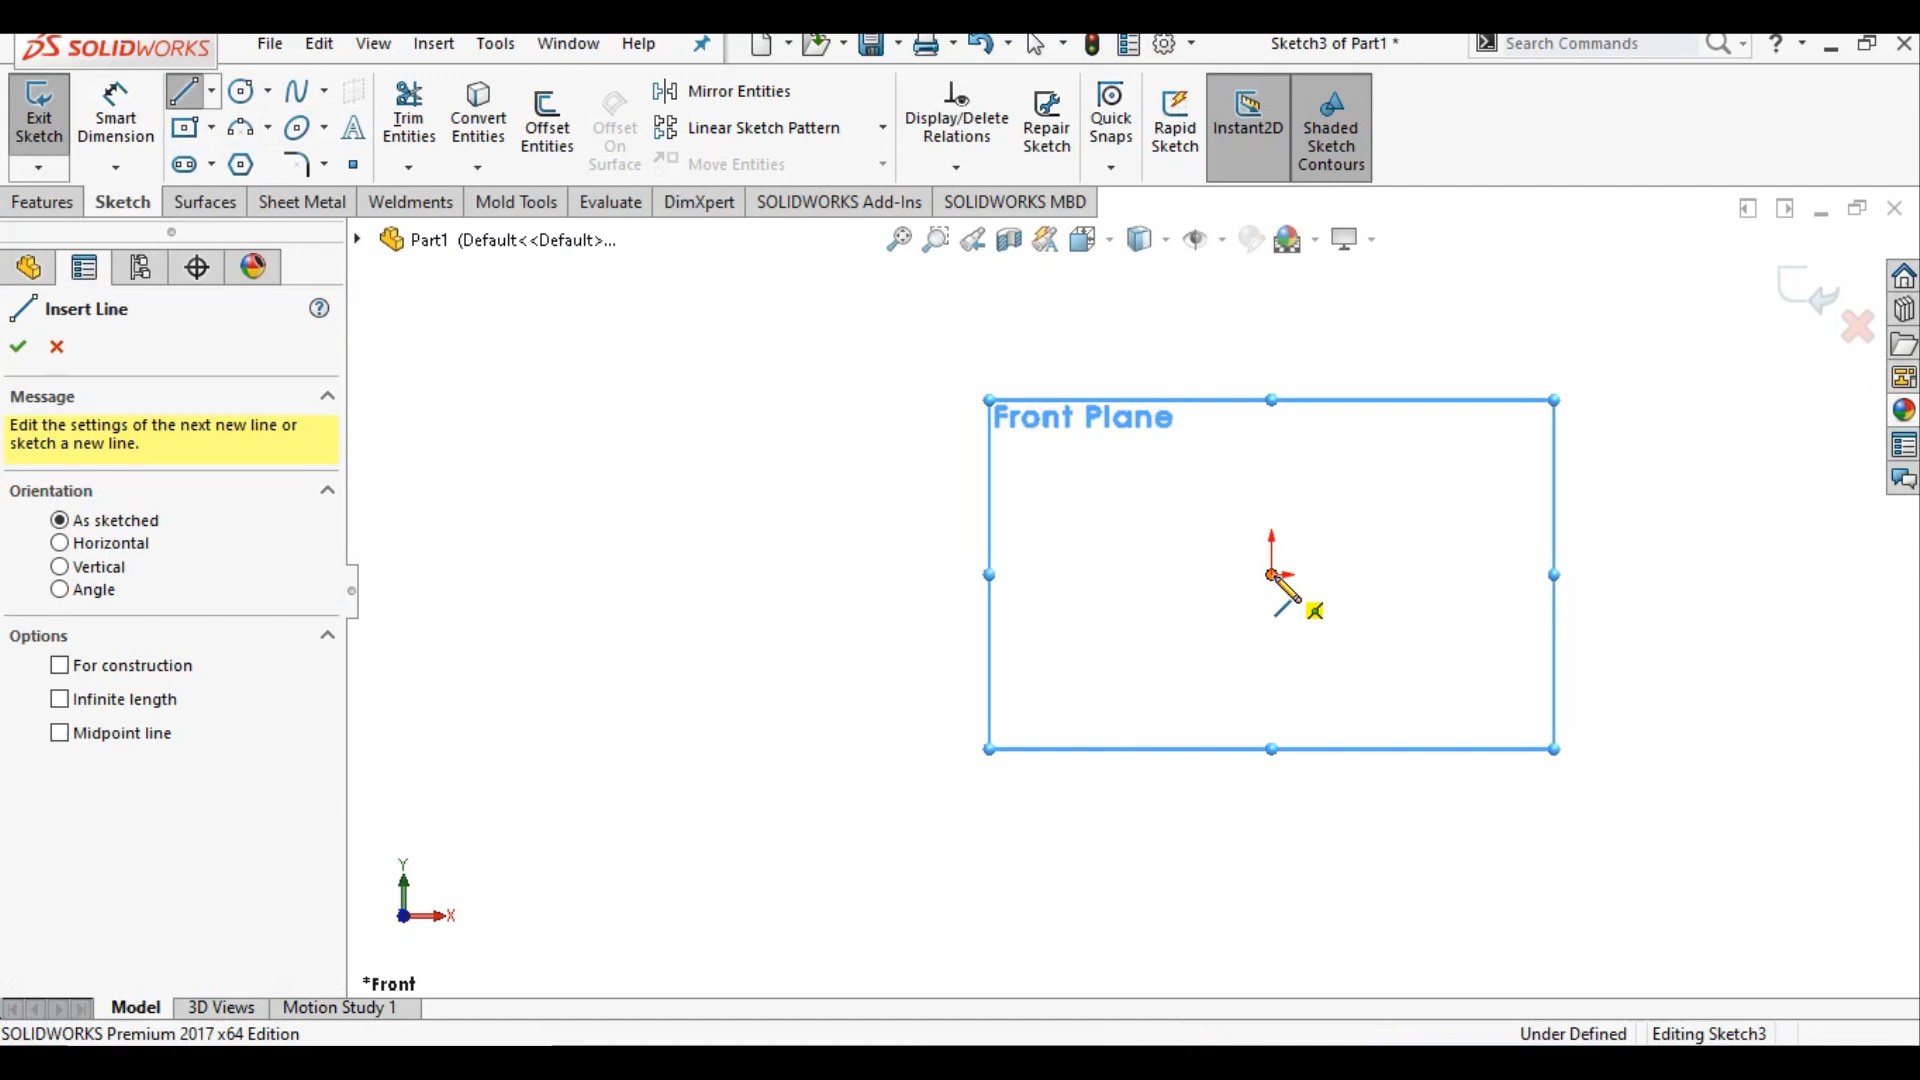 SOLIDWORKS File Edit View Insert Tools Window Help Sketch3 of Part1 * Search Commands ?
Exit Sketch
Smart Dimension
Trim Entities
Convert Entities
Offset Entities
Offset On Surface
Mirror Entities
Linear Sketch Pattern
Move Entities
Display/Delete Relations
Repair Sketch
Quick Snaps
Rapid Sketch
Instant2D
Shaded Sketch Contours
Features Sketch Surfaces Sheet Metal Weldments Mold Tools Evaluate DimXpert SOLIDWORKS Add-Ins SOLIDWORKS MBD
Part1 (Default<<Default>...
Insert Line
Message
Edit the settings of the next new line or
sketch a new line.
Orientation
As sketched
Horizontal
Vertical
Angle
Options
For construction
Infinite length
Midpoint line
Front Plane
Y
X
*Front
Model 3D Views Motion Study 1
SOLIDWORKS Premium 2017 x64 Edition Under Defined Editing Sketch3